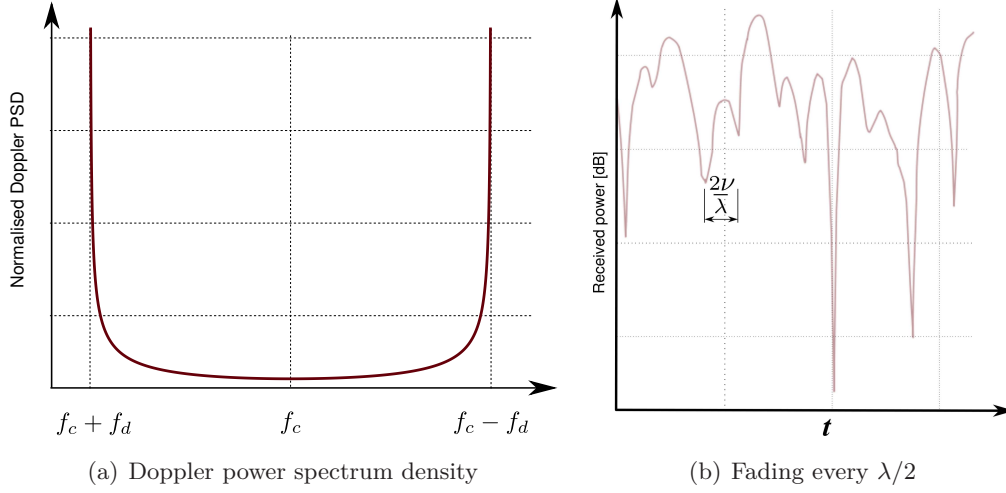 Normalised Doppler PSD
f_c + f_d
f_c
f_c − f_d
(a) Doppler power spectrum density
Received power [dB]
2ν
λ
t
(b) Fading every λ/2